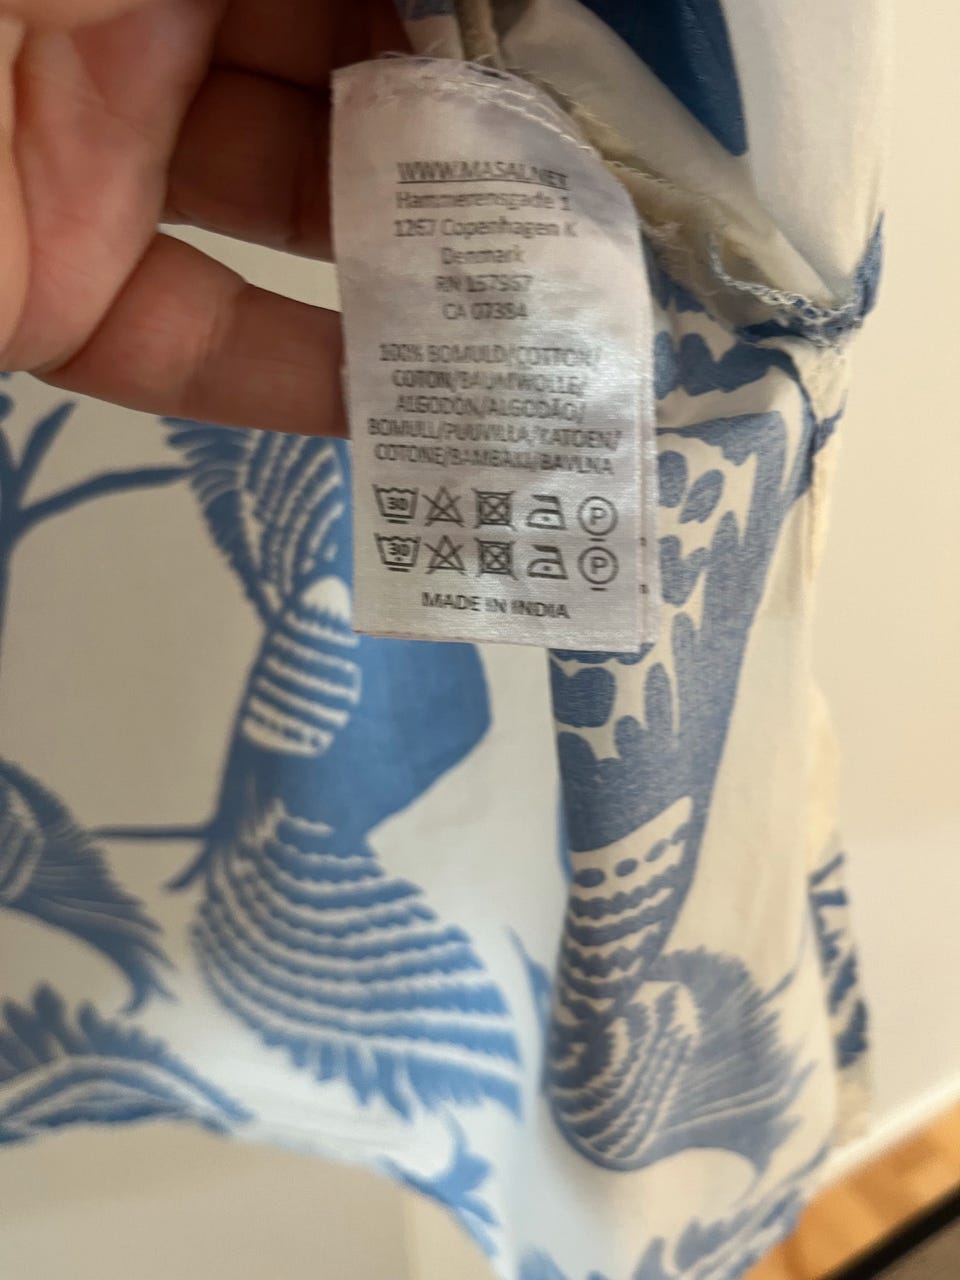 WWW.MASAI.NET
Hammerensgade 1
1267 Copenhagen K
Denmark
RN 157967
CA 07384
100% BOMULD/COTTON/
COTON/BAUMWOLLE/
ALGODÓN/ALGODÃO/
BOMULL/PUUVILLA/KATOEN/
COTONE/BAMBAKI/BAVLNA
30 P
30 P
MADE IN INDIA